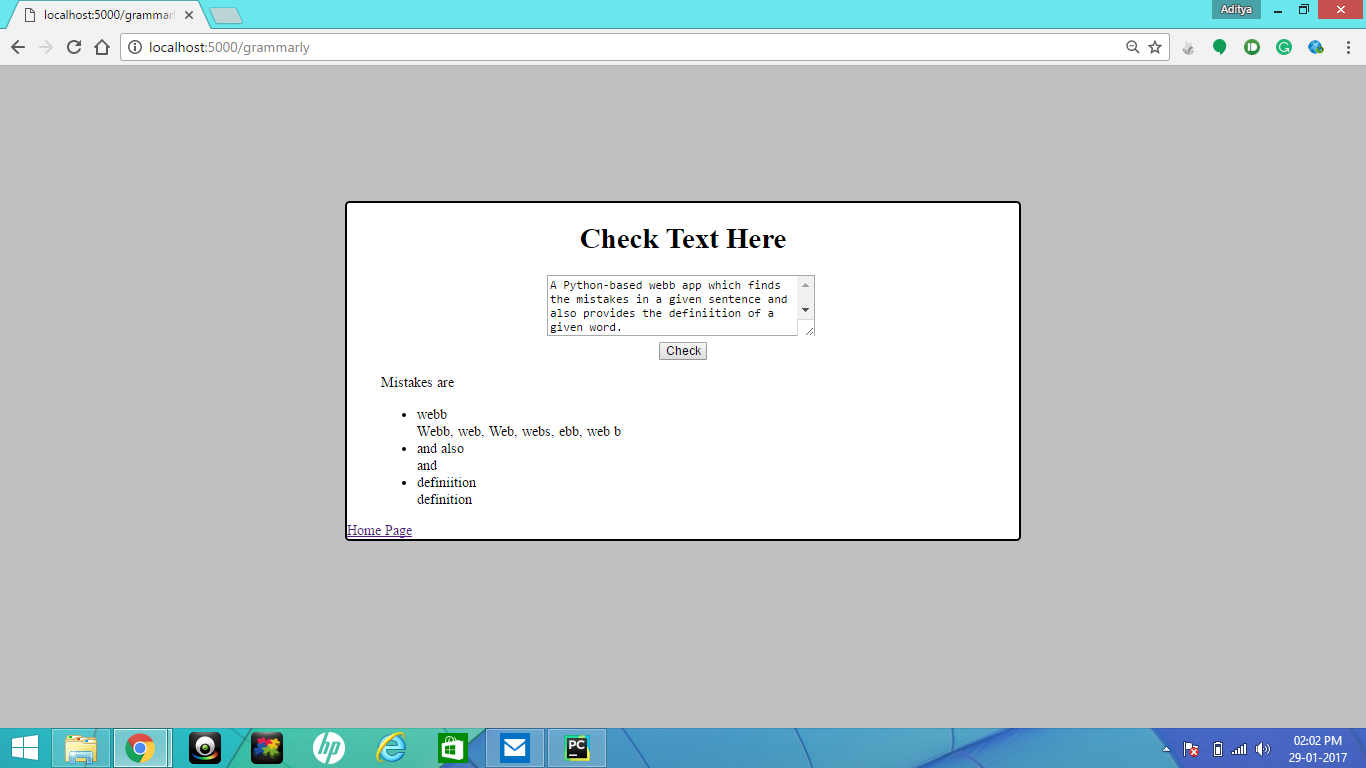 localhost:5000/grammarl
Aditya
localhost:5000/grammarly
Check Text Here
A Python-based webb app which finds
the mistakes in a given sentence and
also provides the definiition of a
given word.
Check
Mistakes are
webb
Webb, web, Web, webs, ebb, web b
and also
and
definiition
definition
Home Page
hp
PC
02:02 PM
29-01-2017